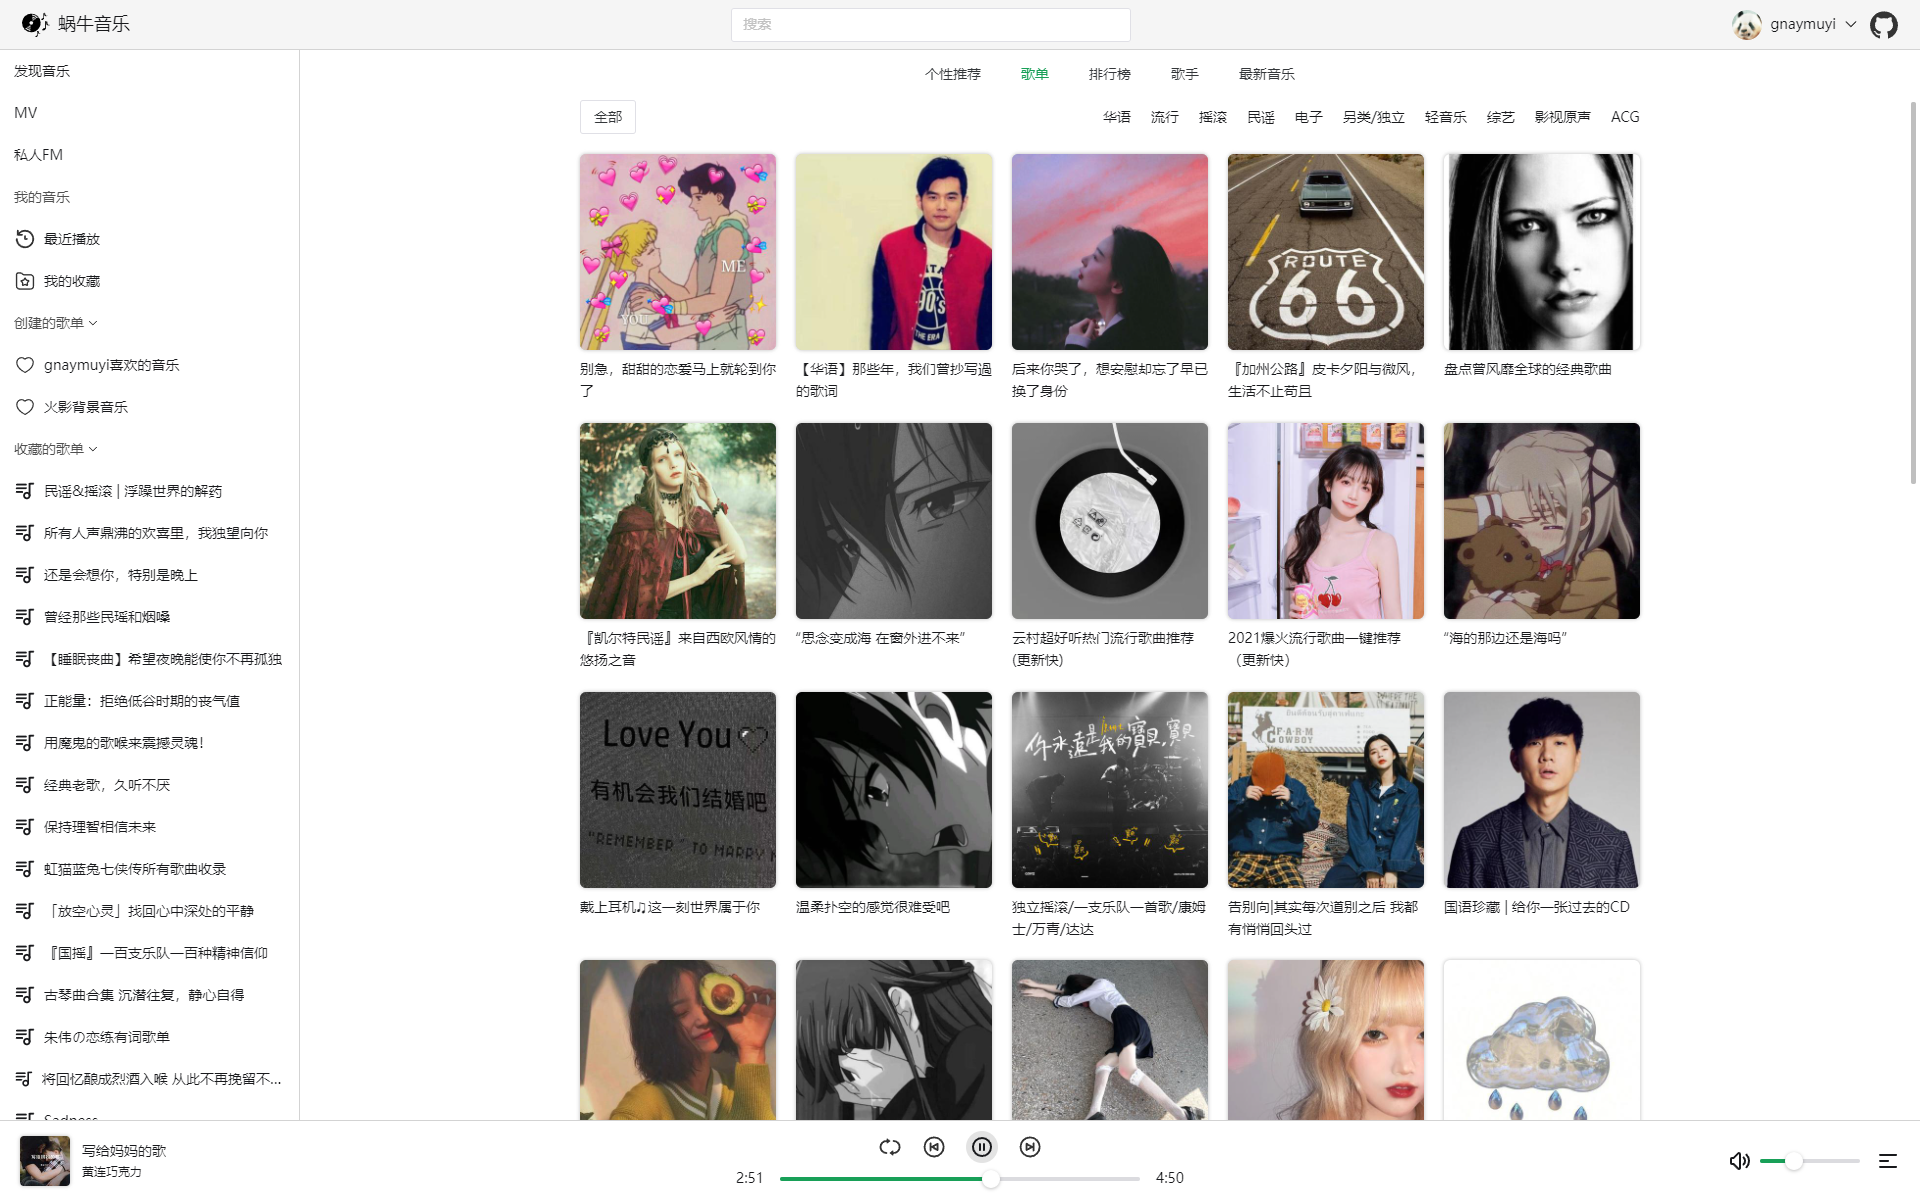 蜗牛音乐
搜索
gnaymuyi
发现音乐
MV
私人FM
我的音乐
最近播放
我的收藏
创建的歌单
gnaymuyi喜欢的音乐
火影背景音乐
收藏的歌单
民谣&摇滚 | 浮躁世界的解药
所有人声鼎沸的欢喜里，我独望向你
还是会想你，特别是晚上
曾经那些民瑶和烟嗓
【睡眠丧曲】希望夜晚能使你不再孤独
正能量：拒绝低谷时期的丧气值
用魔鬼的歌喉来震撼灵魂！
经典老歌，久听不厌
保持理智相信未来
虹猫蓝兔七侠传所有歌曲收录
「放空心灵」找回心中深处的平静
『国摇』一百支乐队一百种精神信仰
古琴曲合集 沉潜往复，静心自得
朱伟の恋练有词歌单
将回忆酿成烈酒入喉 从此不再挽留不...
Sadness
个性推荐 歌单 排行榜 歌手 最新音乐
全部
华语 流行 摇滚 民谣 电子 另类/独立 轻音乐 综艺 影视原声 ACG
ME
YOU
90'S
THE ERA
ROUTE
66
别急，甜甜的恋爱马上就轮到你
了
【华语】那些年，我们曾抄写過
的歌词
后来你哭了，想安慰却忘了早已
换了身份
『加州公路』皮卡夕阳与微风，
生活不止苟且
盘点曾风靡全球的经典歌曲
『凯尔特民谣』来自西欧风情的
悠扬之音
“思念变成海 在窗外进不来”
云村超好听热门流行歌曲推荐
(更新快)
2021爆火流行歌曲一键推荐
（更新快）
“海的那边还是海吗”
Love You
有机会我们结婚吧
"REMEMBER" TO MARRY
你永遠是我的寶貝,寶貝
FARM
COWBOY
戴上耳机♫这一刻世界属于你
温柔扑空的感觉很难受吧
独立摇滚/一支乐队一首歌/康姆
士/万青/达达
告别向|其实每次道别之后 我都
有悄悄回头过
国语珍藏 | 给你一张过去的CD
写给妈妈的歌
黄连巧克力
2:51
4:50